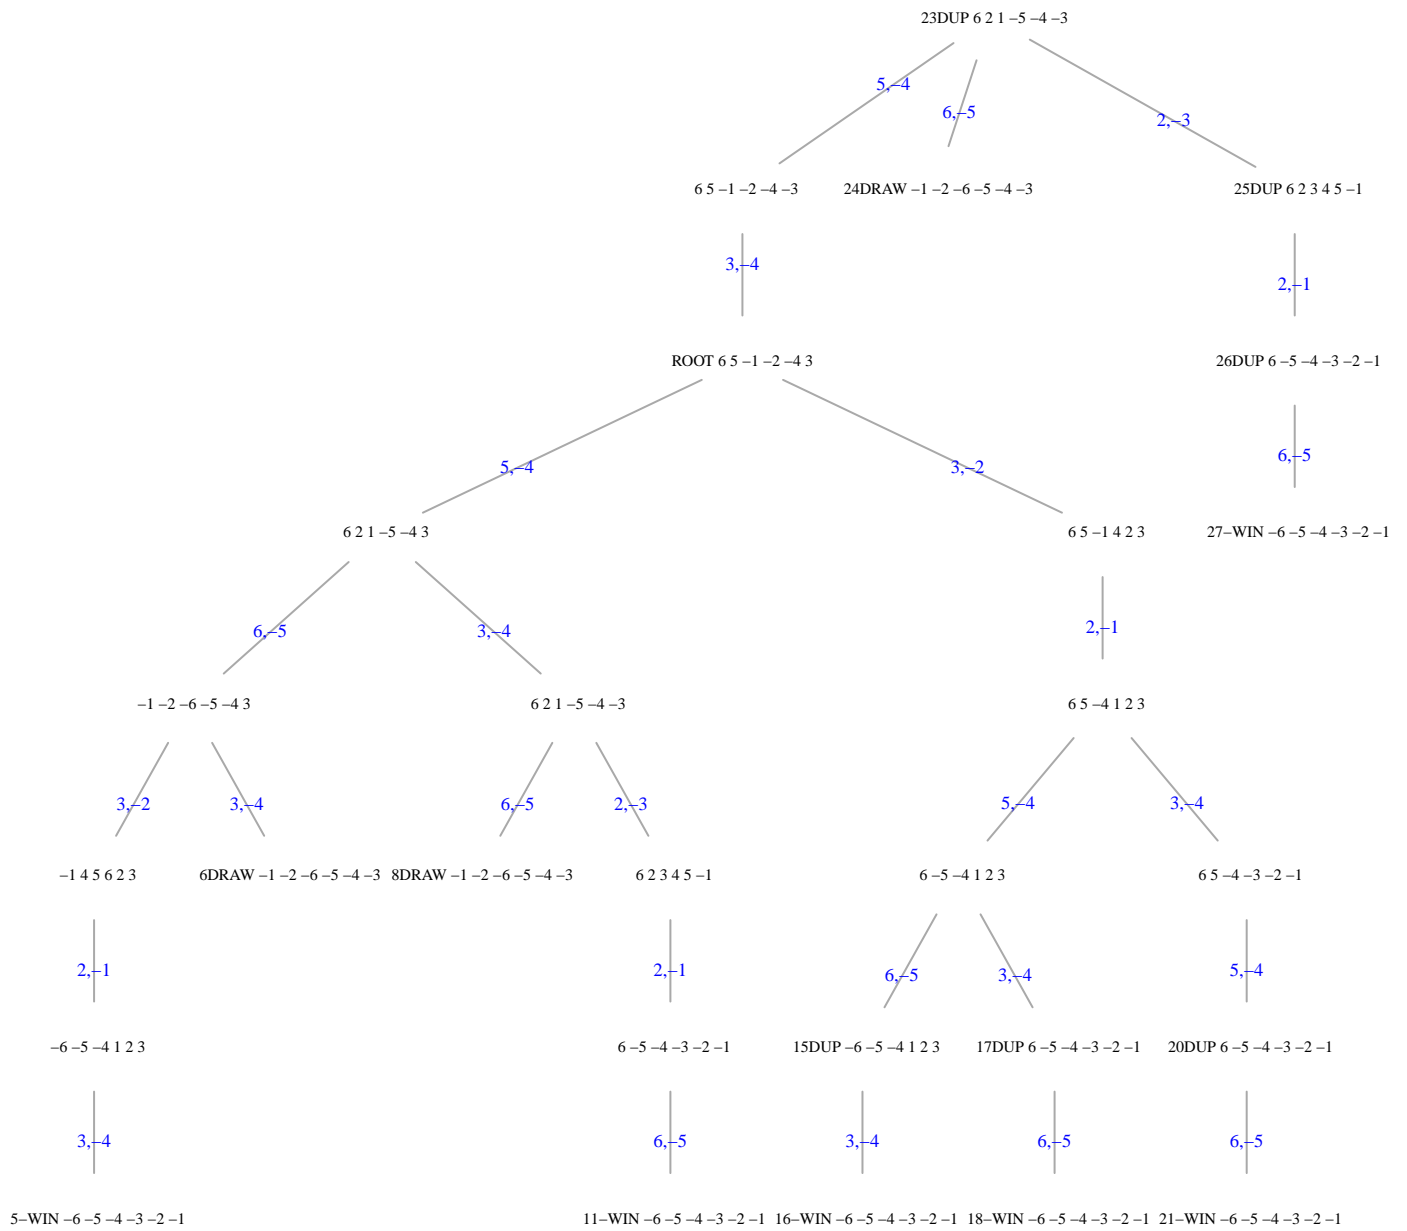 23DUP 6 2 1 –5 –4 –3
5,–4
6,–5
2,–3
6 5 –1 –2 –4 –3
24DRAW –1 –2 –6 –5 –4 –3
25DUP 6 2 3 4 5 –1
3,–4
2,–1
ROOT 6 5 –1 –2 –4 3
26DUP 6 –5 –4 –3 –2 –1
5,–4
3,–2
6,–5
6 2 1 –5 –4 3
6 5 –1 4 2 3
27–WIN –6 –5 –4 –3 –2 –1
6,–5
3,–4
2,–1
–1 –2 –6 –5 –4 3
6 2 1 –5 –4 –3
6 5 –4 1 2 3
3,–2
3,–4
6,–5
2,–3
5,–4
3,–4
–1 4 5 6 2 3
6DRAW –1 –2 –6 –5 –4 –3
8DRAW –1 –2 –6 –5 –4 –3
6 2 3 4 5 –1
6 –5 –4 1 2 3
6 5 –4 –3 –2 –1
2,–1
2,–1
6,–5
3,–4
5,–4
–6 –5 –4 1 2 3
6 –5 –4 –3 –2 –1
15DUP –6 –5 –4 1 2 3
17DUP 6 –5 –4 –3 –2 –1
20DUP 6 –5 –4 –3 –2 –1
3,–4
6,–5
3,–4
6,–5
6,–5
5–WIN –6 –5 –4 –3 –2 –1
11–WIN –6 –5 –4 –3 –2 –1
16–WIN –6 –5 –4 –3 –2 –1
18–WIN –6 –5 –4 –3 –2 –1
21–WIN –6 –5 –4 –3 –2 –1